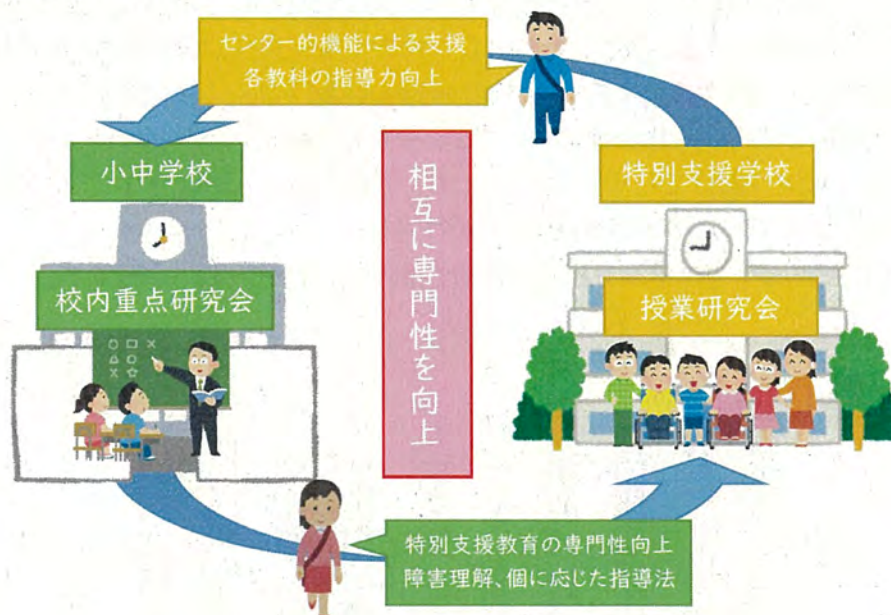 センター的機能による支援
各教科の指導力向上
小中学校
特別支援学校
相互に専門性を向上
校内重点研究会
授業研究会
特別支援教育の専門性向上
障害理解、個に応じた指導法